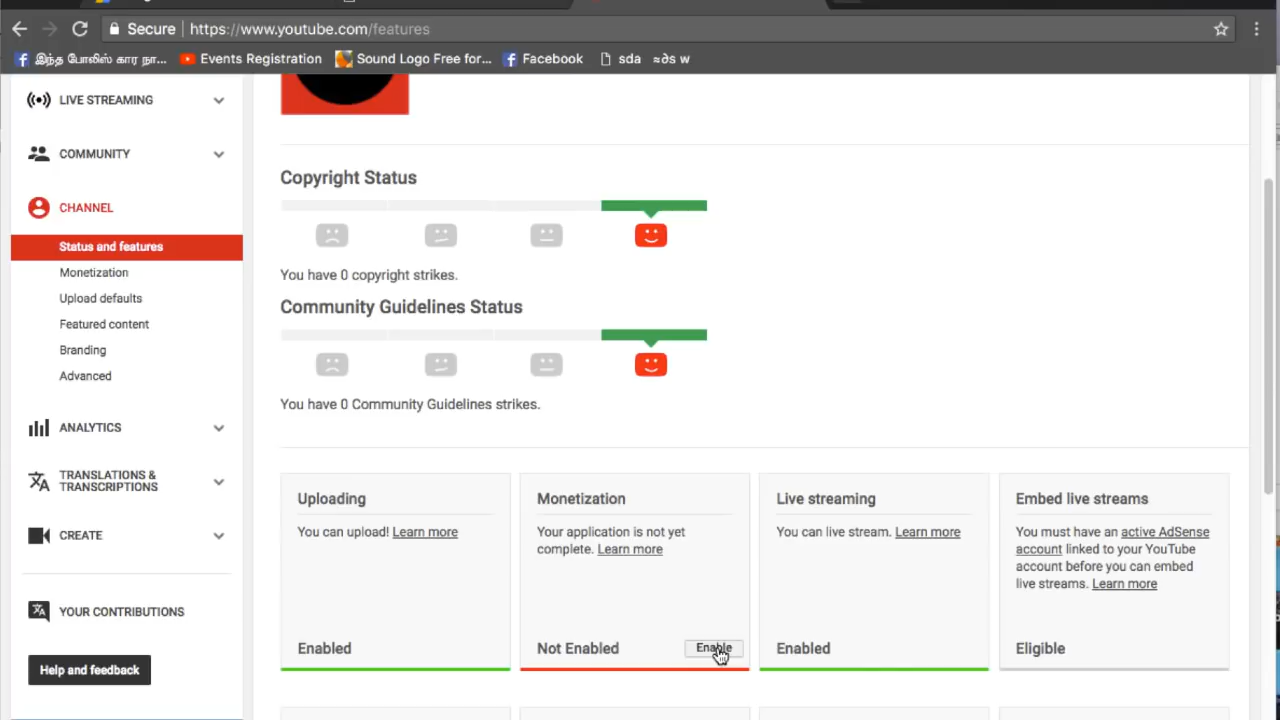 Secure https://www.youtube.com/features
இந்த போலிஸ் கார நா... Events Registration Sound Logo Free for... Facebook sda నిs w
LIVE STREAMING
COMMUNITY
CHANNEL
Status and features
Monetization
Upload defaults
Featured content
Branding
Advanced
ANALYTICS
TRANSLATIONS &
TRANSCRIPTIONS
CREATE
YOUR CONTRIBUTIONS
Help and feedback
Copyright Status
You have 0 copyright strikes.
Community Guidelines Status
You have 0 Community Guidelines strikes.
Uploading
You can upload! Learn more
Enabled
Monetization
Your application is not yet
complete. Learn more
Not Enabled Enable
Live streaming
You can live stream. Learn more
Enabled
Embed live streams
You must have an active AdSense
account linked to your YouTube
account before you can embed
live streams. Learn more
Eligible